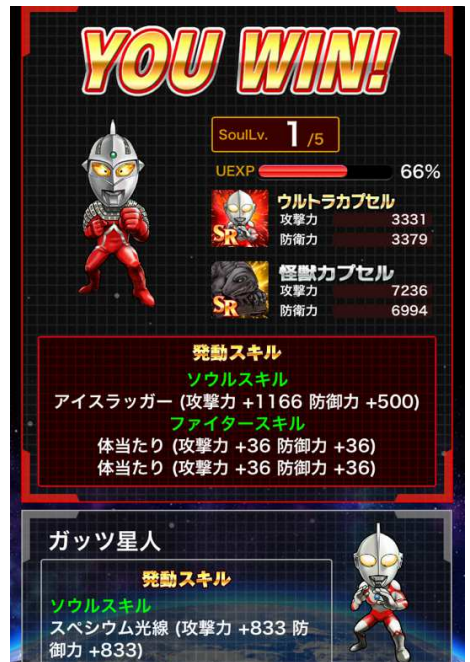 YOU WIN!
SoulLv. 1 /5
UEXP 66%
ウルトラカプセル
攻撃力 3331
防衛力 3379
SR
怪獣カプセル
攻撃力 7236
防衛力 6994
SR
発動スキル
ソウルスキル
アイスラッガー (攻撃力 +1166 防御力 +500)
ファイタースキル
体当たり (攻撃力 +36 防御力 +36)
体当たり (攻撃力 +36 防御力 +36)
ガッツ星人
発動スキル
ソウルスキル
スペシウム光線 (攻撃力 +833 防
御力 +833)